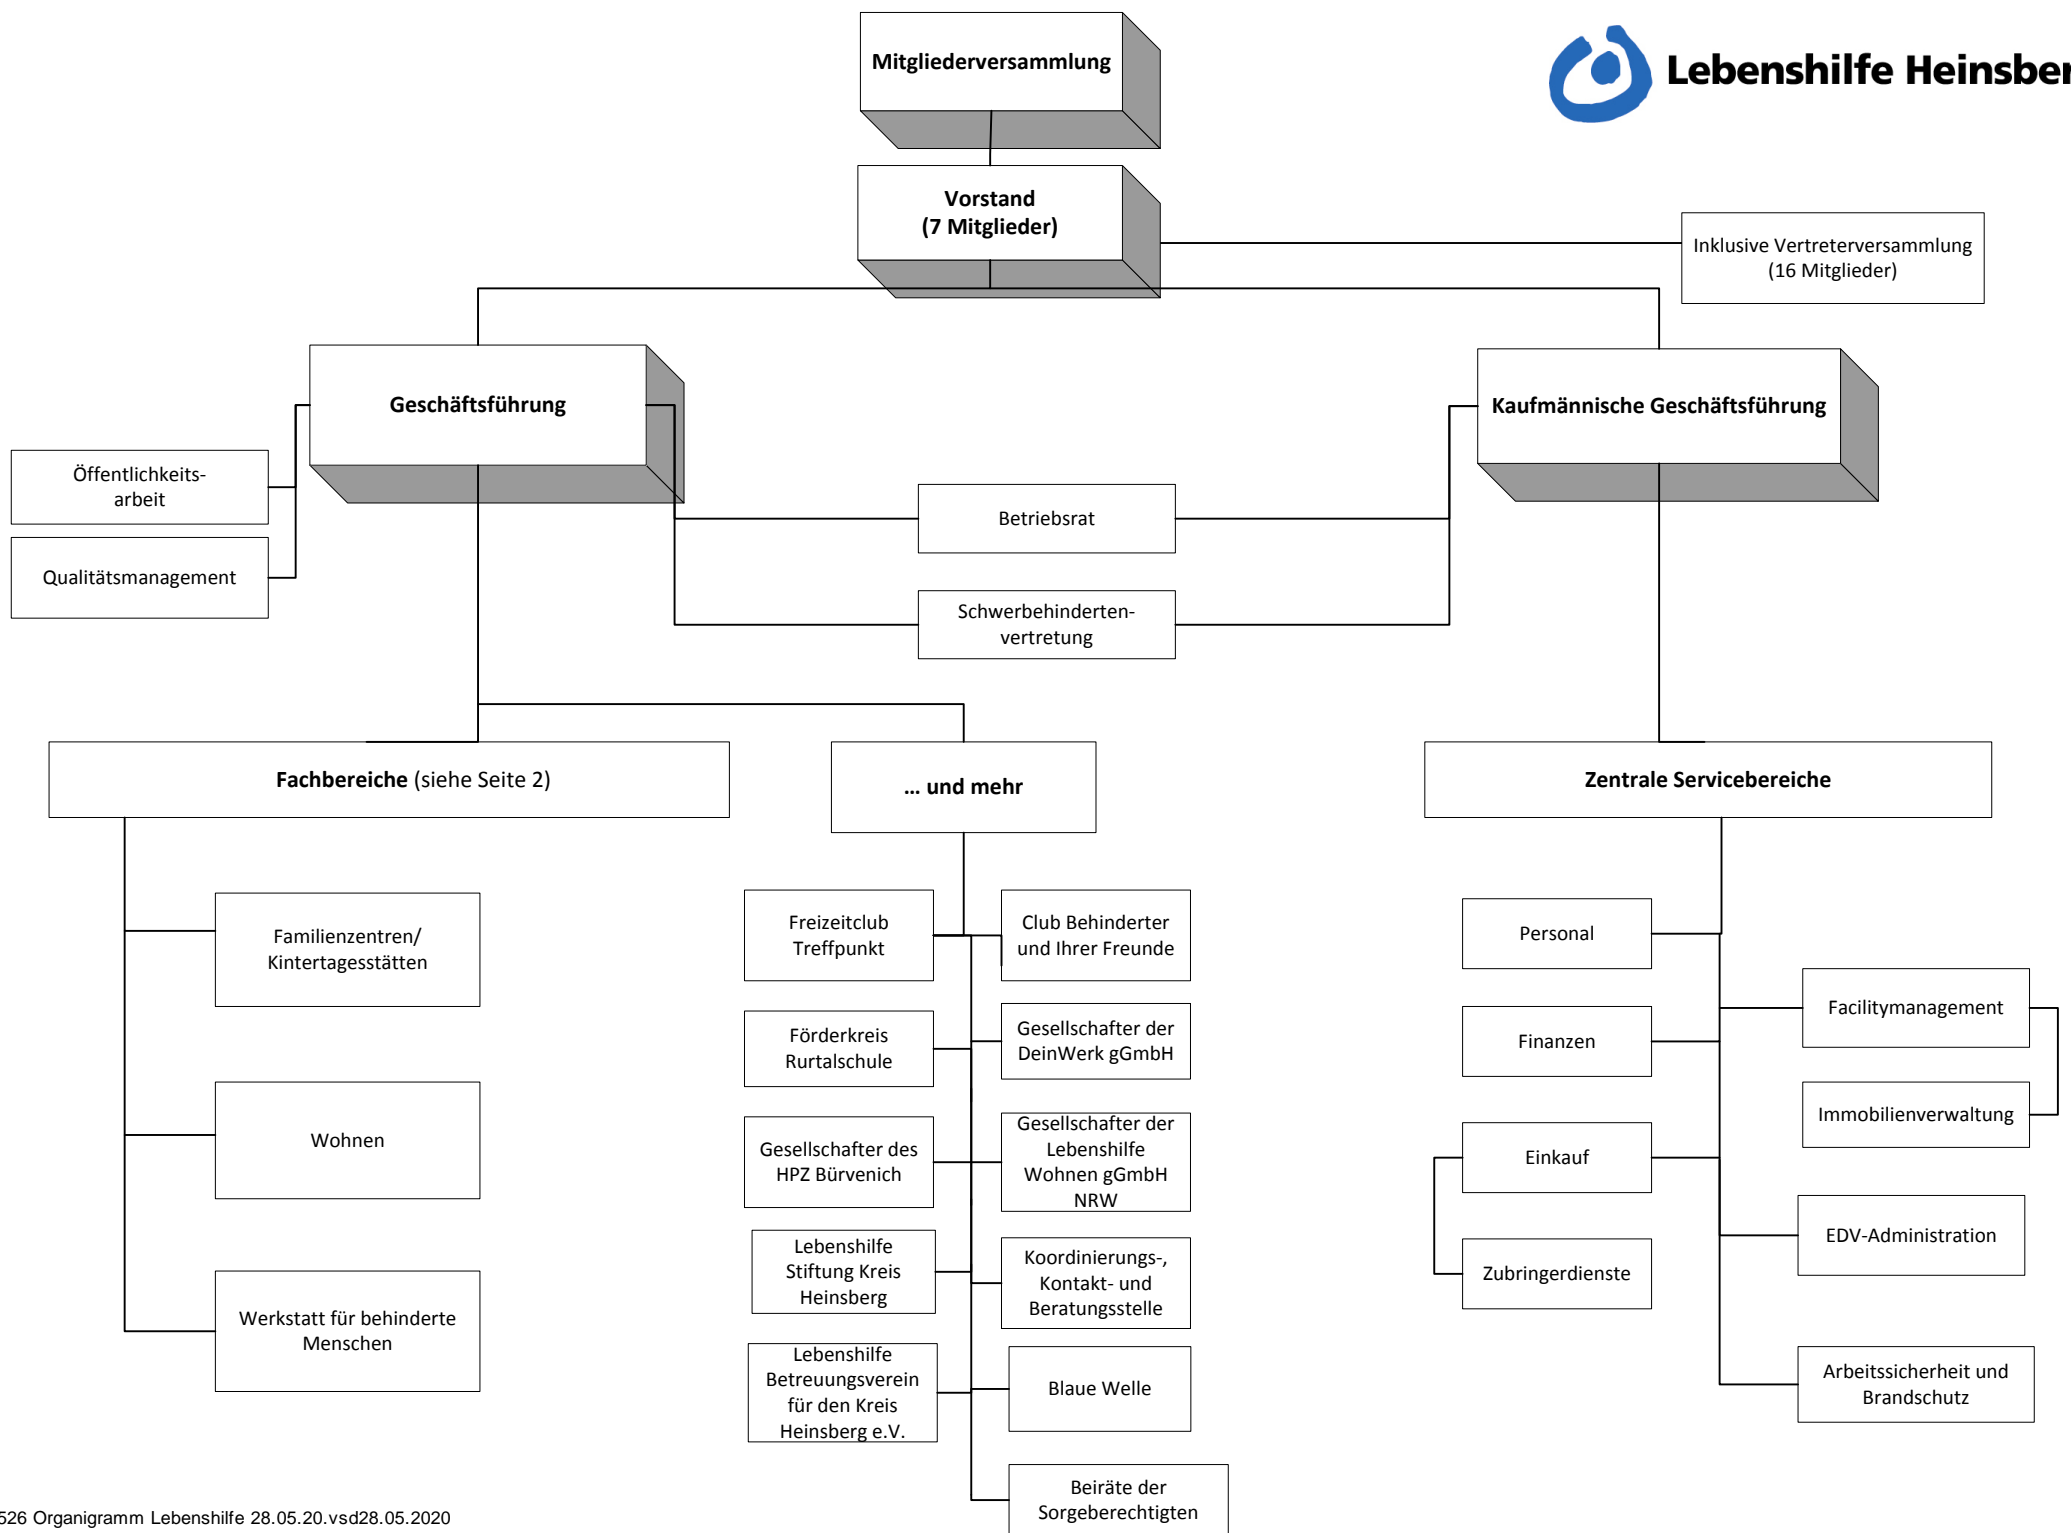 Mitgliederversammlung
Lebenshilfe Heinsber
Vorstand
(7 Mitglieder)
Inklusive Vertreterversammlung
(16 Mitglieder)
Geschäftsführung
Kaufmännische Geschäftsführung
Öffentlichkeits-
arbeit
Qualitätsmanagement
Betriebsrat
Schwerbehinderten-
vertretung
Fachbereiche (siehe Seite 2)
... und mehr
Zentrale Servicebereiche
Familienzentren/
Kintertagesstätten
Wohnen
Werkstatt für behinderte
Menschen
Freizeitclub
Treffpunkt
Club Behinderter
und Ihrer Freunde
Förderkreis
Rurtalschule
Gesellschafter der
DeinWerk gGmbH
Gesellschafter des
HPZ Bürvenich
Gesellschafter der
Lebenshilfe
Wohnen gGmbH
NRW
Lebenshilfe
Stiftung Kreis
Heinsberg
Koordinierungs-,
Kontakt- und
Beratungsstelle
Lebenshilfe
Betreuungsverein
für den Kreis
Heinsberg e.V.
Blaue Welle
Beiräte der
Sorgeberechtigten
Personal
Finanzen
Facilitymanagement
Immobilienverwaltung
Einkauf
Zubringerdienste
EDV-Administration
Arbeitssicherheit und
Brandschutz
526 Organigramm Lebenshilfe 28.05.20.vsd28.05.2020